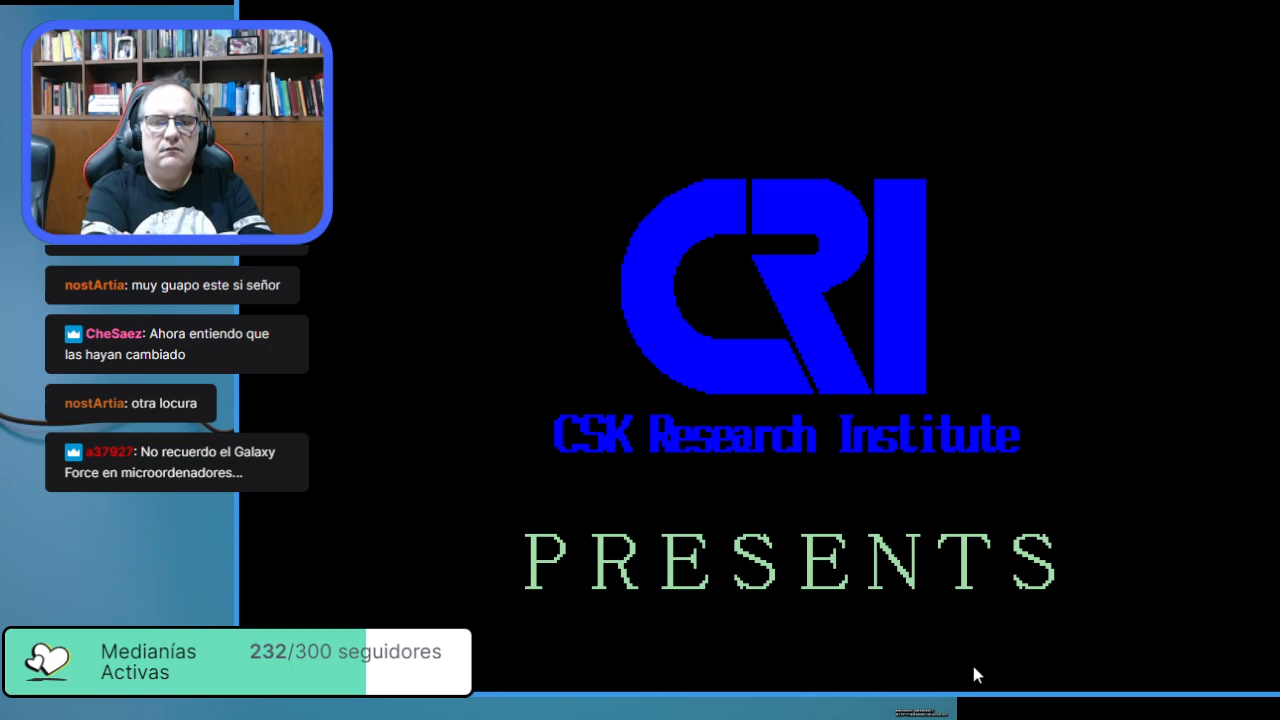 CRI
CSK Research Institute
PRESENTS
nostArtia: muy guapo este si señor
CheSaez: Ahora entiendo que
las hayan cambiado
nostArtia: otra locura
a37927: No recuerdo el Galaxy
Force en microordenadores...
Medianías
Activas
232/300 seguidores